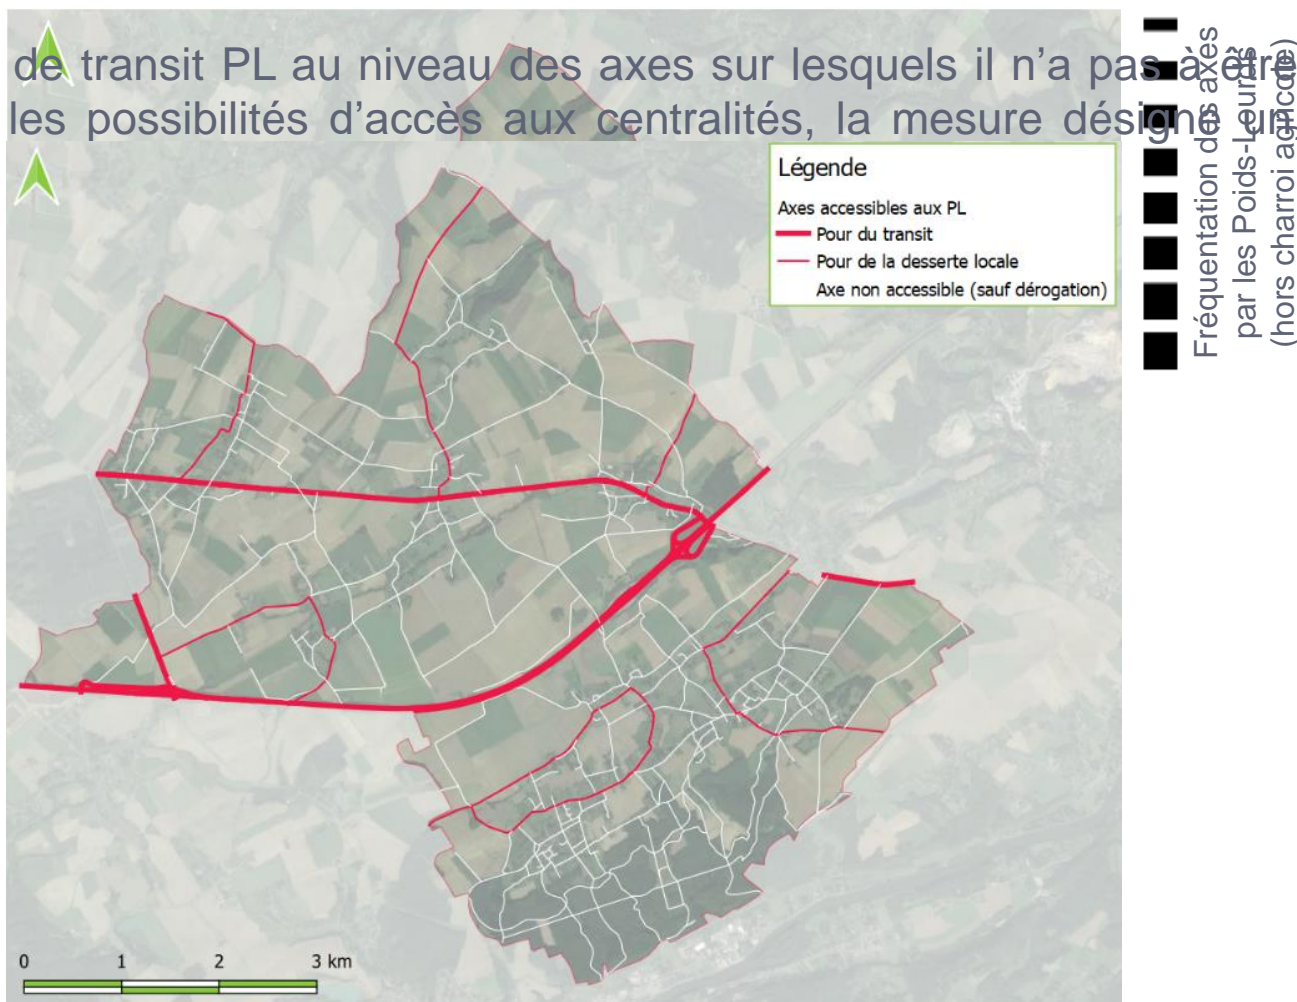 de transit PL au niveau des axes sur lesquels il n’a pas à être
les possibilités d’accès aux centralités, la mesure désigne un
Légende
Axes accessibles aux PL
Pour du transit
Pour de la desserte locale
Axe non accessible (sauf dérogation)
Fréquentation des axes
par les Poids-Lourds
(hors charroi agricole)
0 1 2 3 km